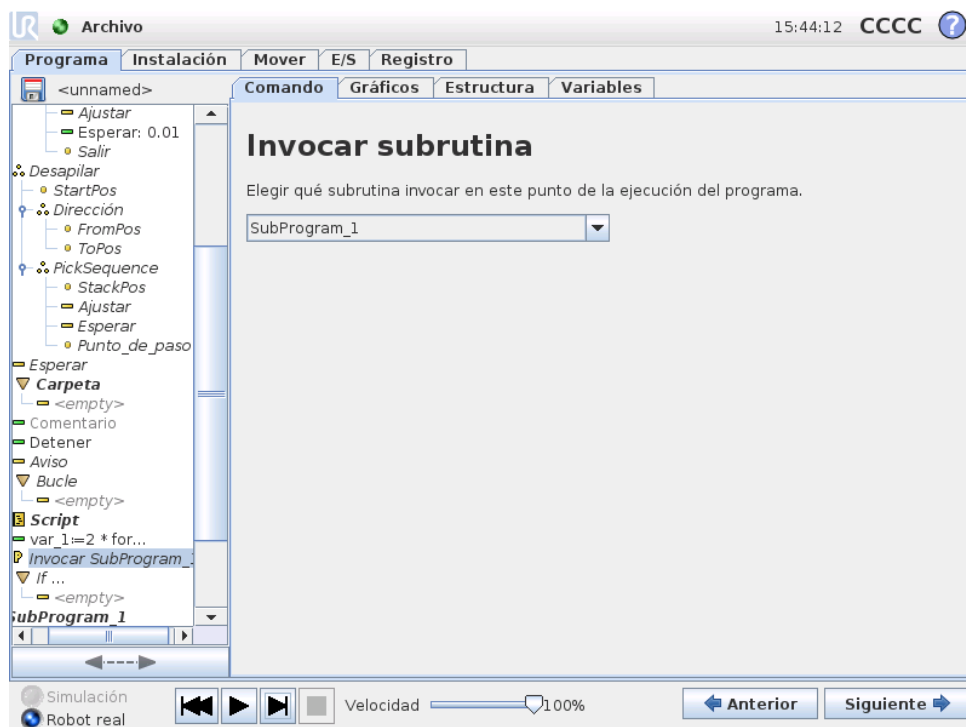 UR Archivo 15:44:12 CCCC ?
Programa Instalación Mover E/S Registro
<unnamed>
Comando Gráficos Estructura Variables
Ajustar
Esperar: 0.01
Salir
Desapilar
StartPos
Dirección
FromPos
ToPos
PickSequence
StackPos
Ajustar
Esperar
Punto_de_paso
Esperar
Carpeta
<empty>
Comentario
Detener
Aviso
Bucle
<empty>
Script
var_1:=2 * for...
Invocar SubProgram_1
If ...
<empty>
SubProgram_1
Invocar subrutina
Elegir qué subrutina invocar en este punto de la ejecución del programa.
SubProgram_1
Simulación
Robot real
Velocidad 100%
Anterior Siguiente